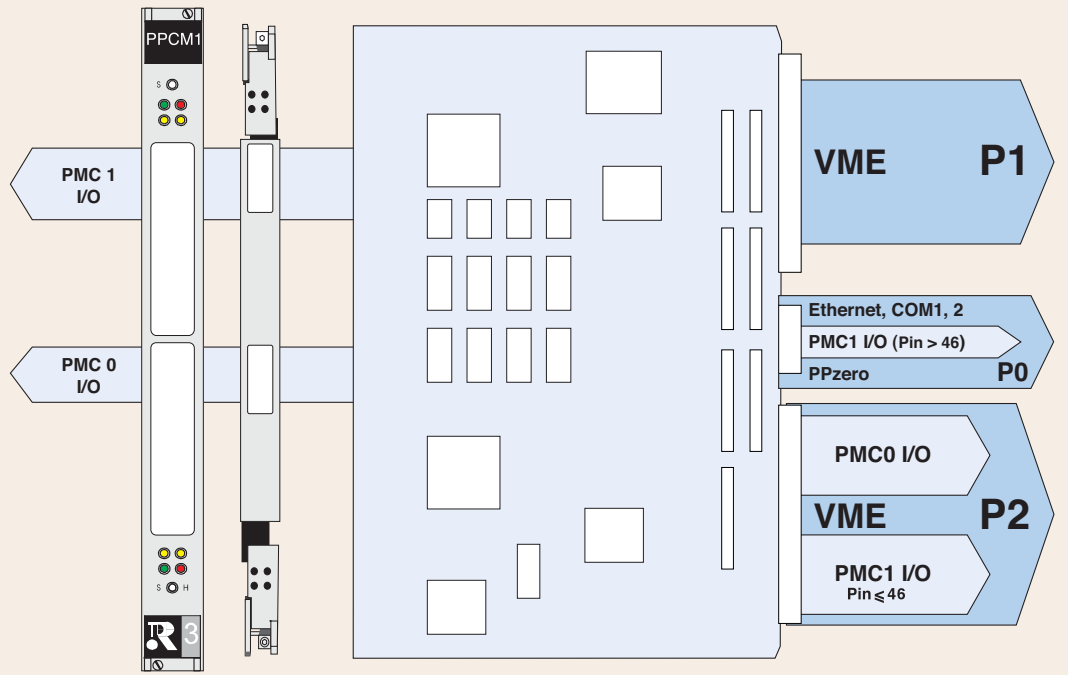 PPCM1
S
PMC 1
I/O
PMC 0
I/O
S H
R 3
VME P1
Ethernet, COM1, 2
PMC1 I/O (Pin > 46)
PPzero P0
PMC0 I/O
VME P2
PMC1 I/O
Pin ⩽ 46